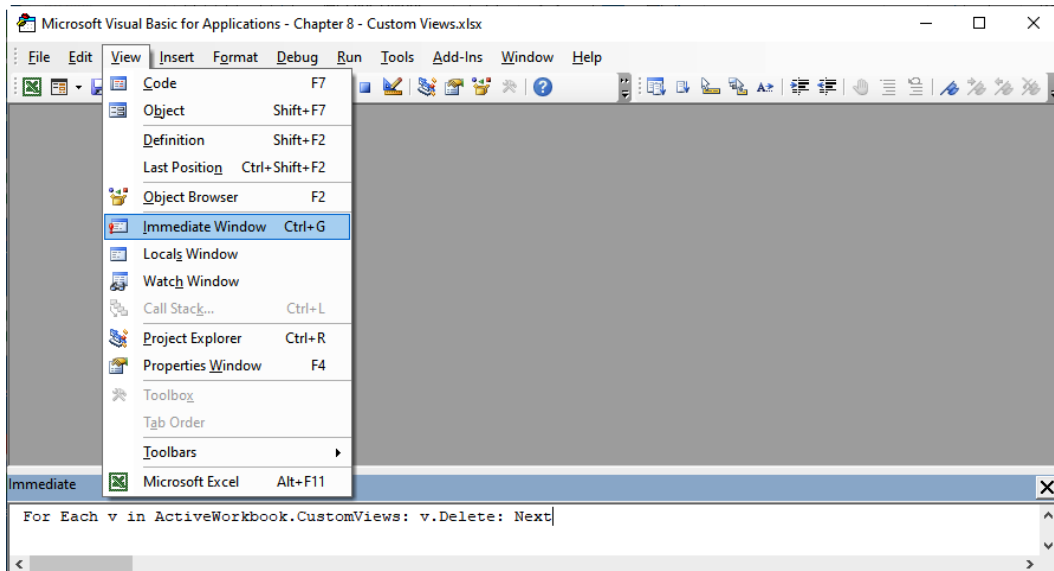 Microsoft Visual Basic for Applications - Chapter 8 - Custom Views.xlsx
File Edit View Insert Format Debug Run Tools Add-Ins Window Help
Code F7
Object Shift+F7
Definition Shift+F2
Last Position Ctrl+Shift+F2
Object Browser F2
Immediate Window Ctrl+G
Locals Window
Watch Window
Call Stack... Ctrl+L
Project Explorer Ctrl+R
Properties Window F4
Toolbox
Tab Order
Toolbars
Microsoft Excel Alt+F11
Immediate
For Each v in ActiveWorkbook.CustomViews: v.Delete: Next